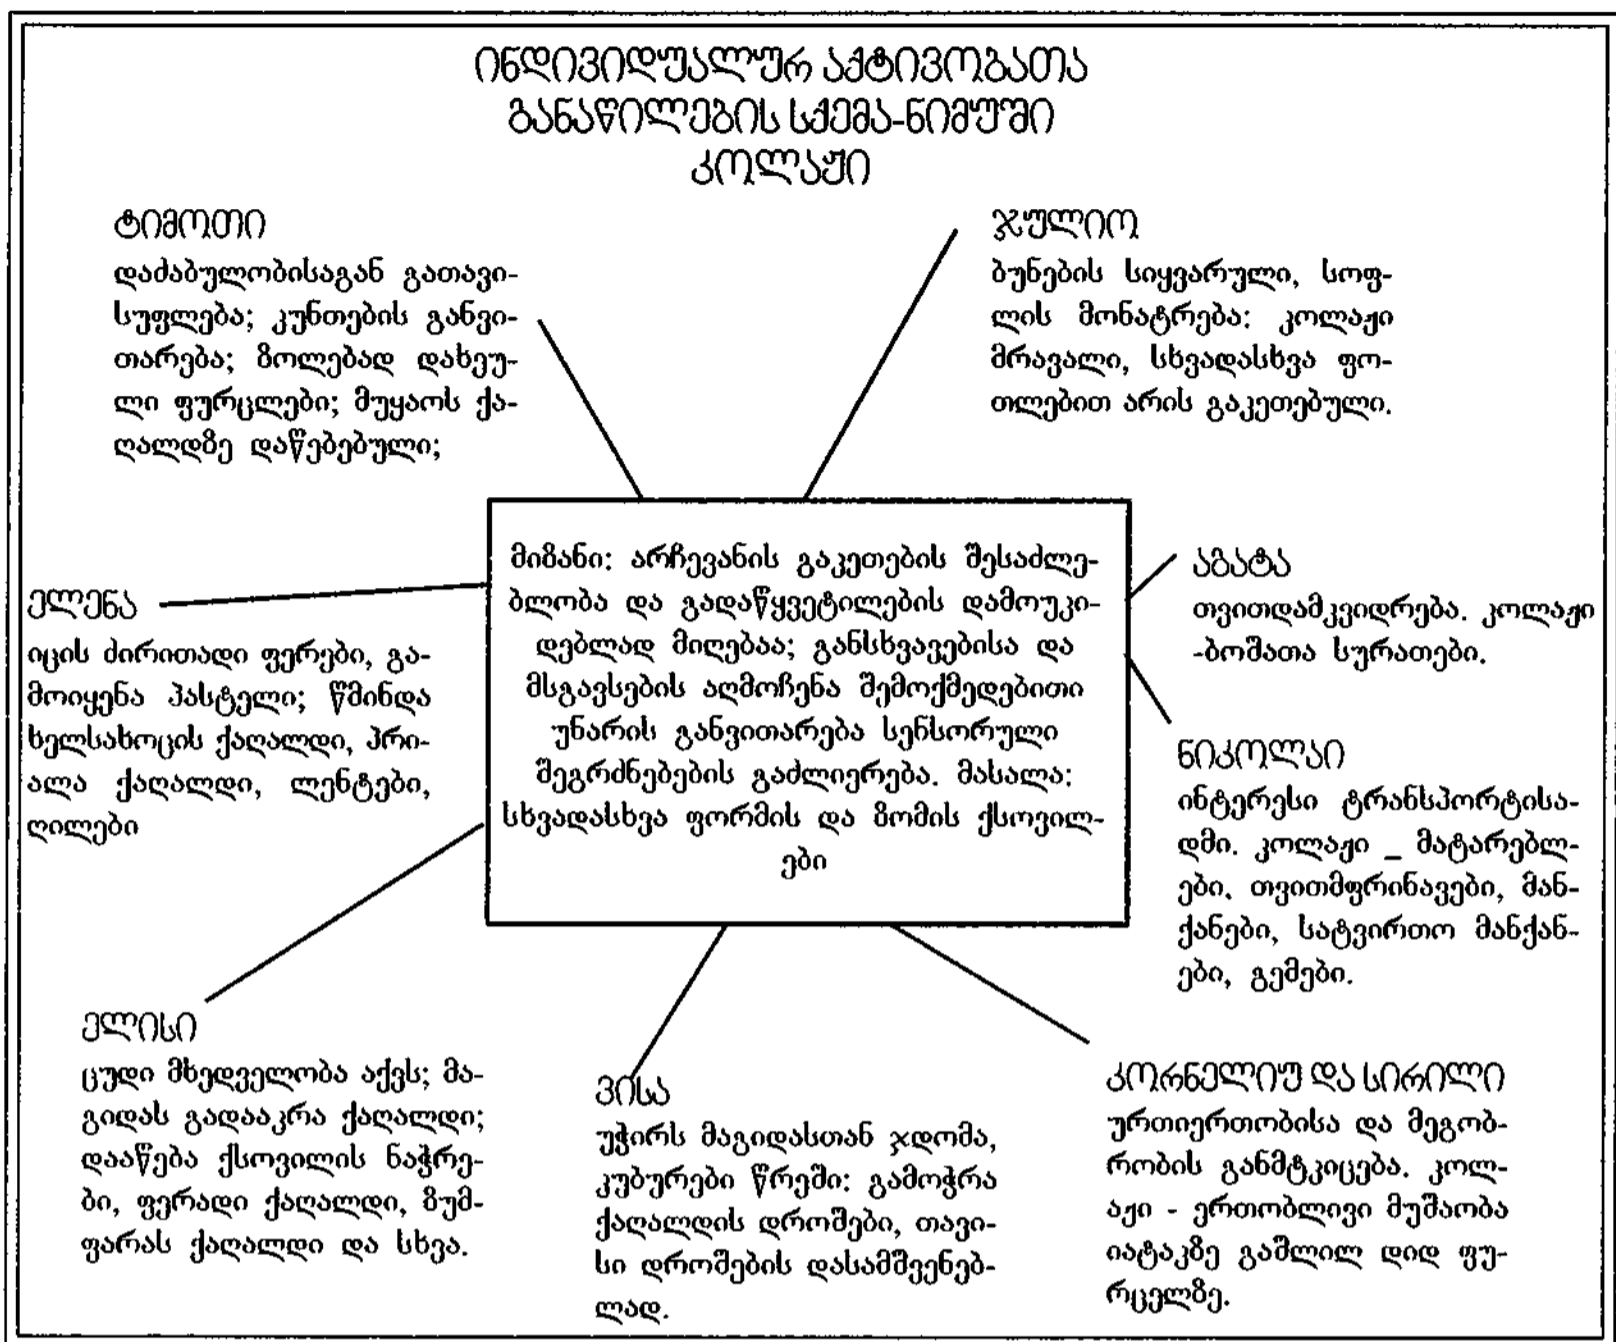 ინდივიდუალურ აქტივობათა
განაწილების სქემა-ნიმუში
კოლაჟი
ტიმოთი
დაძაბულობისაგან გათავი-
სუფლება; კუნთების განვი-
თარება; ზოლებად დახეუ-
ლი ფურცლები; მუყაოს ქა-
ღალდზე დაწებებული;
ჯულიო
ბუნების სიყვარული, სოფ-
ლის მონატრება: კოლაჟი
მრავალი, სხვადასხვა ფო-
თლებით არის გაკეთებული.
მიზანი: არჩევანის გაკეთების შესაძლე-
ბლობა და გადაწყვეტილების დამოუკი-
დებლად მიღებაა; განსხვავებისა და
მსგავსების აღმოჩენა შემოქმედებითი
უნარის განვითარება სენსორული
შეგრძნებების გაძლიერება. მასალა:
სხვადასხვა ფორმის და ზომის ქსოვილ-
ები
აგატა
თვითდამკვიდრება. კოლაჟი
-ბოშათა სურათები.
ელენა
იცის ძირითადი ფერები, გა-
მოიყენა პასტელი; წმინდა
ხელსახოცის ქაღალდი, პრი-
ალა ქაღალდი, ლენტები,
ღილები
ნიკოლაი
ინტერესი ტრანსპორტისა-
დმი. კოლაჟი _ მატარებლ-
ები, თვითმფრინავები, მან-
ქანები, სატვირთო მანქან-
ები, გემები.
ელისი
ცუდი მხედველობა აქვს; მა-
გიდას გადააკრა ქაღალდი;
დააწება ქსოვილის ნაჭრე-
ბი, ფერადი ქაღალდი, ზუმ-
ფარას ქაღალდი და სხვა.
ვისა
უჭირს მაგიდასთან ჯდომა,
კუბურები წრეში: გამოჭრა
ქაღალდის დროშები, თავი-
სი დროშების დასამშვენებ-
ლად.
კორნელიუ და სირილი
ურთიერთობისა და მეგობ-
რობის განმტკიცება. კოლ-
აჟი - ერთობლივი მუშაობა
იატაკზე გაშლილ დიდ ფუ-
რცელზე.